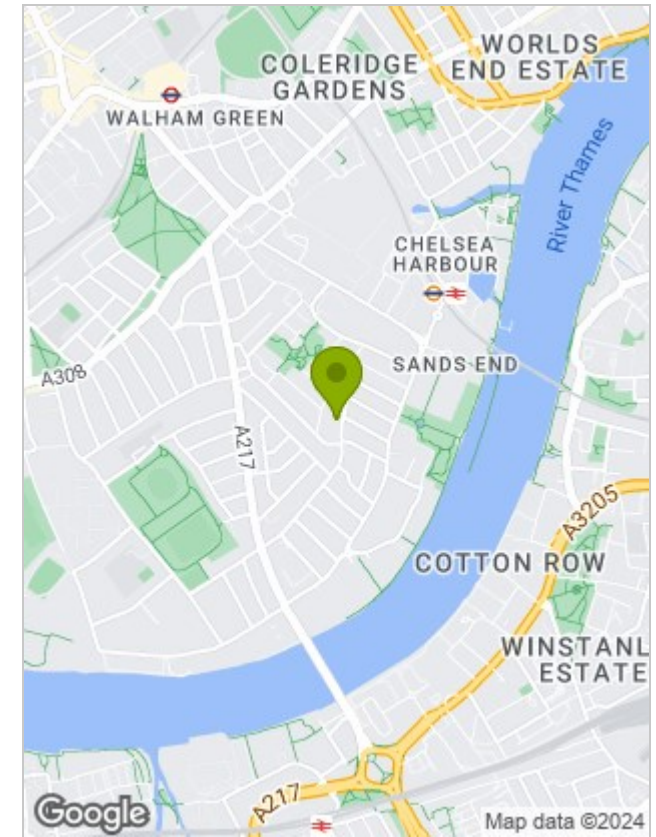 WORLDS
END ESTATE
COLERIDGE
GARDENS
WALHAM GREEN
River Thames
CHELSEA
HARBOUR
SANDS END
A308
A217
A3205
COTTON ROW
WINSTANL
ESTATE
A217
Google
Map data ©2024